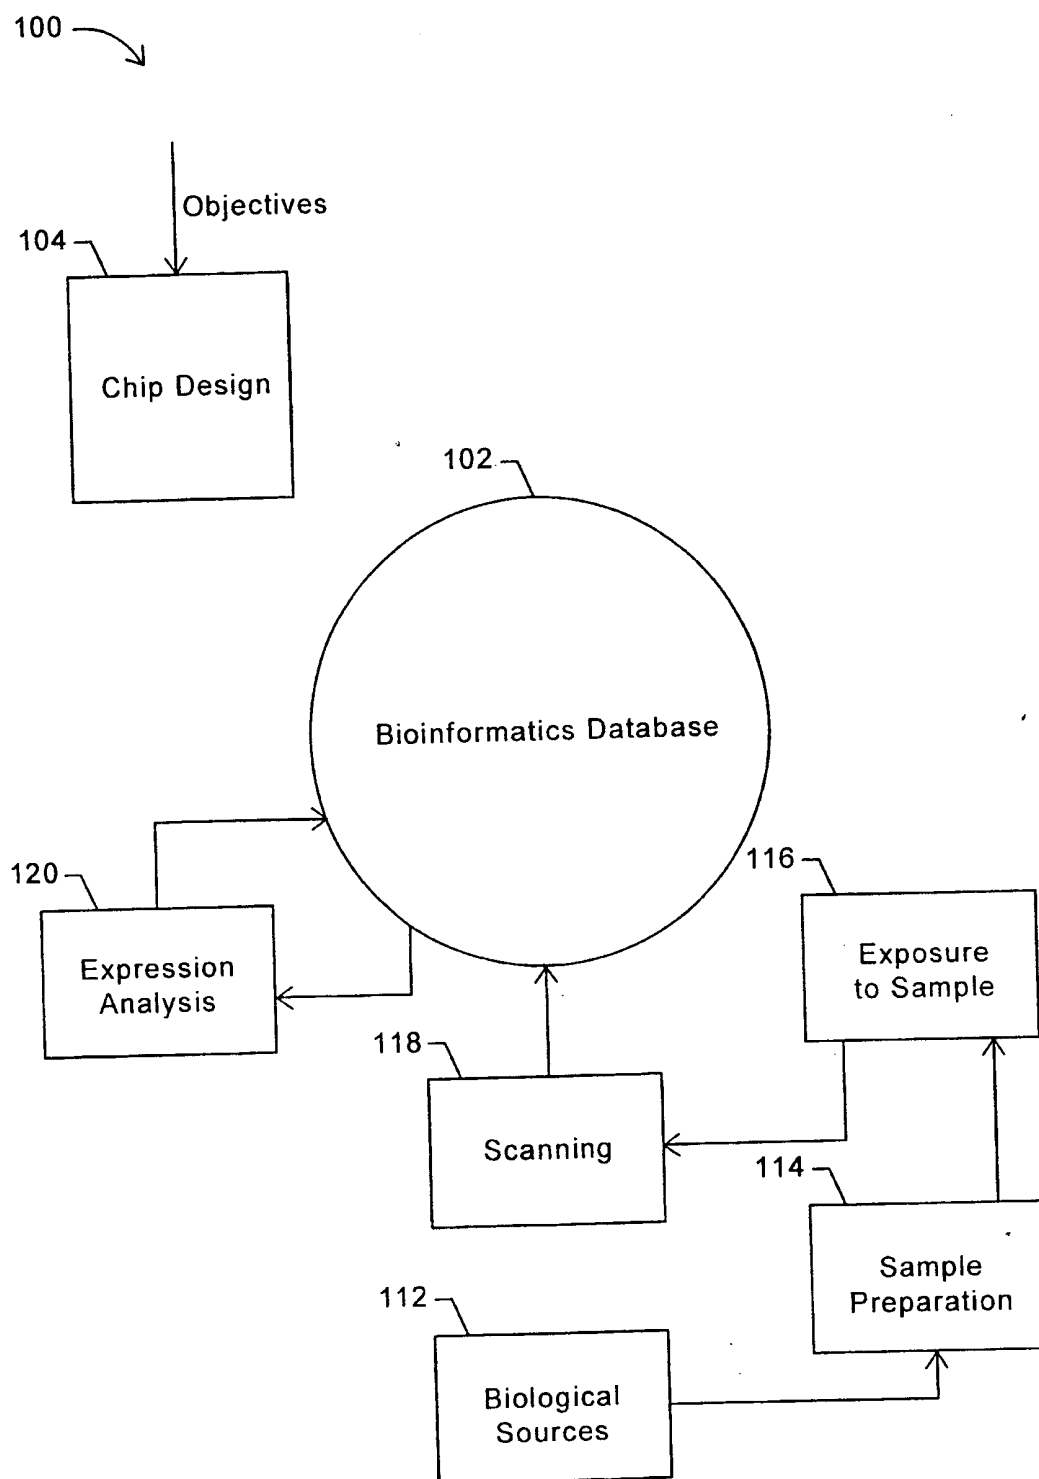 100
Objectives
104
Chip Design
102
Bioinformatics Database
116
120
Exposure
to Sample
Expression
Analysis
118
Scanning
114
Sample
Preparation
112
Biological
Sources